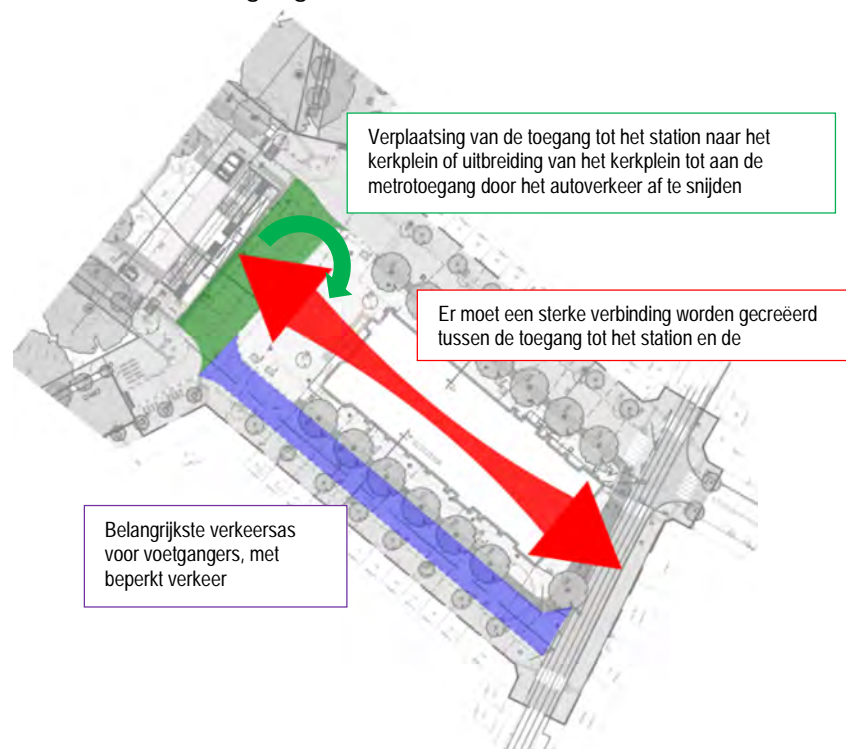 Verplaatsing van de toegang tot het station naar het
kerkplein of uitbreiding van het kerkplein tot aan de
metrotoegang door het autoverkeer af te snijden
Er moet een sterke verbinding worden gecreëerd
tussen de toegang tot het station en de
Belangrijkste verkeersas
voor voetgangers, met
beperkt verkeer